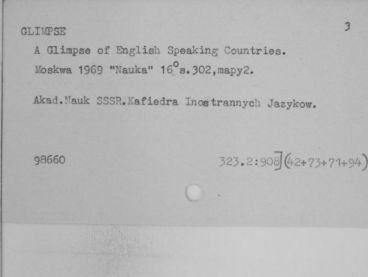 3
GLIMPSE
A Glimpse of English Speaking Countries.
Moskwa 1969 "Nauka" 16° s.302,mapy2.
Akad.Nauk SSSR.Kafiedra Inostrannych Jazykow.
98660 323.2:908](42+73+71+94)